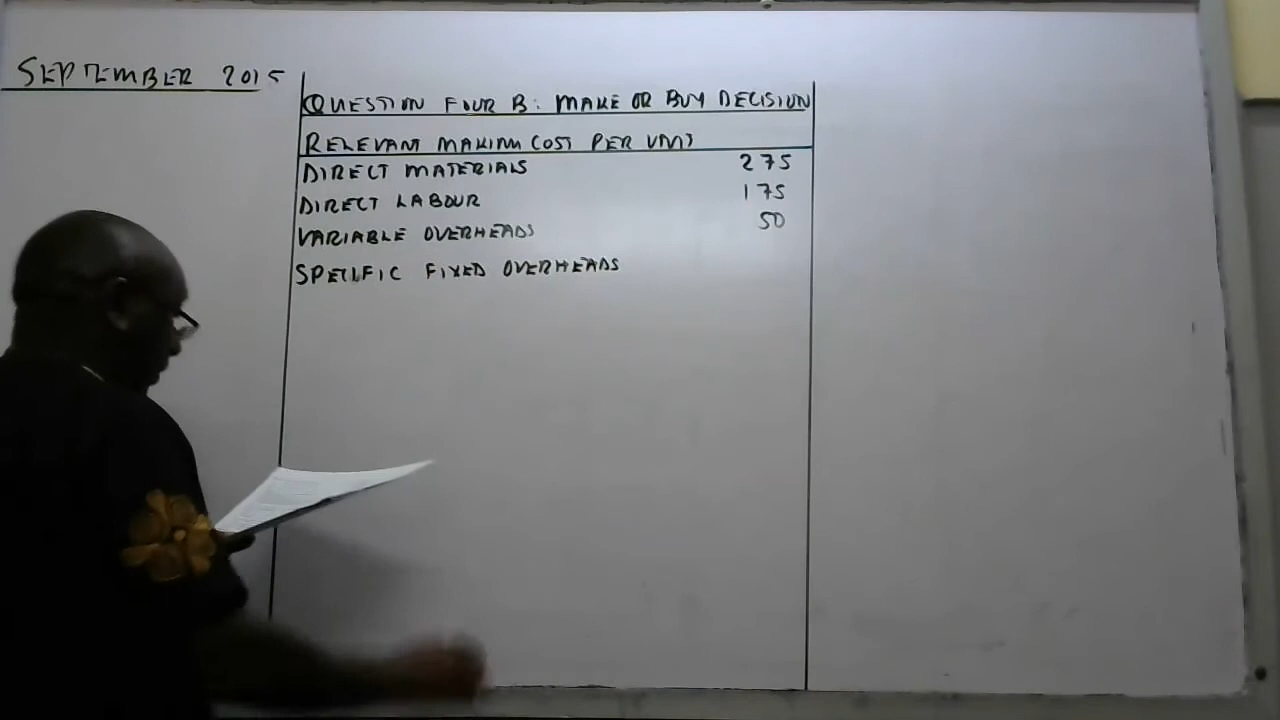 SEPTEMBER 2015
QUESTION FOUR B: MAKE OR BUY DECISION
RELEVANT MAKING COST PER UNIT
DIRECT MATERIALS 275
DIRECT LABOUR 175
VARIABLE OVERHEADS 50
SPECIFIC FIXED OVERHEADS